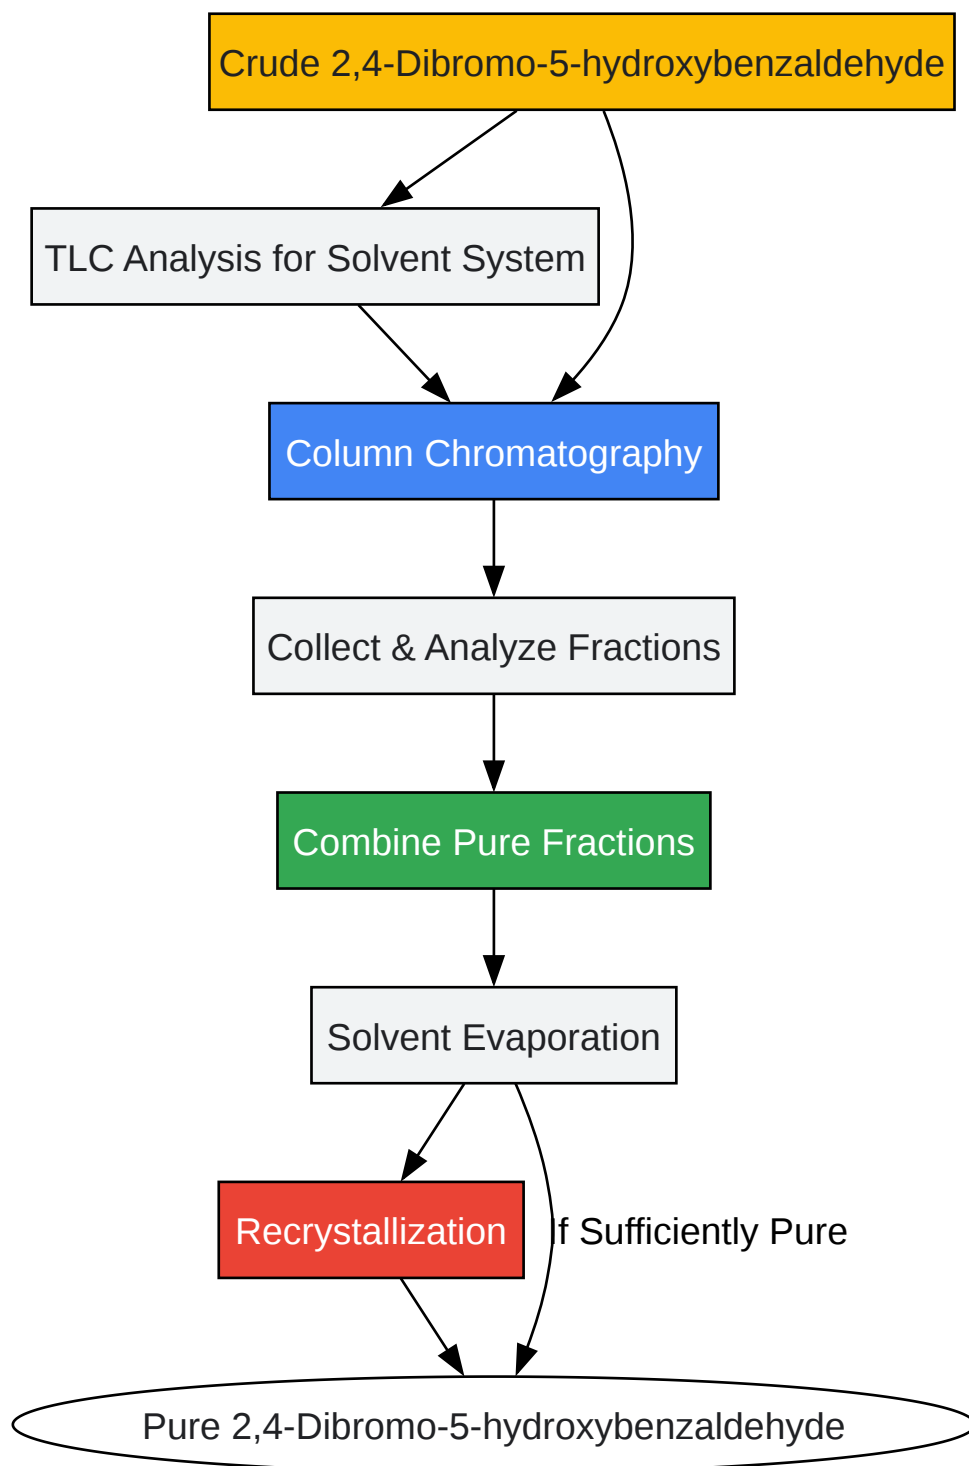 Crude 2,4-Dibromo-5-hydroxybenzaldehyde
TLC Analysis for Solvent System
Column Chromatography
Collect & Analyze Fractions
Combine Pure Fractions
Solvent Evaporation
Recrystallization
If Sufficiently Pure
Pure 2,4-Dibromo-5-hydroxybenzaldehyde